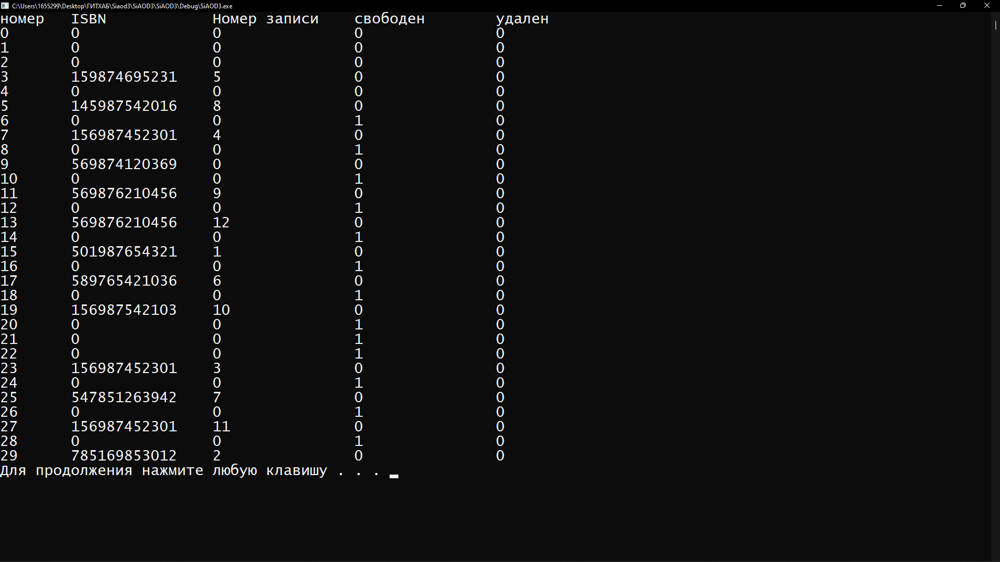 C:\Users\1655299\Desktop\ГИТХАБ\Siaod3\SiAOD3\SiAOD3\Debug\SiAOD3.exe
номер ISBN Номер записи свободен удален
0 0 0 0 0
1 0 0 0 0
2 0 0 0 0
3 159874695231 5 0 0
4 0 0 0 0
5 145987542016 8 0 0
6 0 0 1 0
7 156987452301 4 0 0
8 0 0 1 0
9 569874120369 0 0 0
10 0 0 1 0
11 569876210456 9 0 0
12 0 0 1 0
13 569876210456 12 0 0
14 0 0 1 0
15 501987654321 1 0 0
16 0 0 1 0
17 589765421036 6 0 0
18 0 0 1 0
19 156987542103 10 0 0
20 0 0 1 0
21 0 0 1 0
22 0 0 1 0
23 156987452301 3 0 0
24 0 0 1 0
25 547851263942 7 0 0
26 0 0 1 0
27 156987452301 11 0 0
28 0 0 1 0
29 785169853012 2 0 0
Для продолжения нажмите любую клавишу . . .